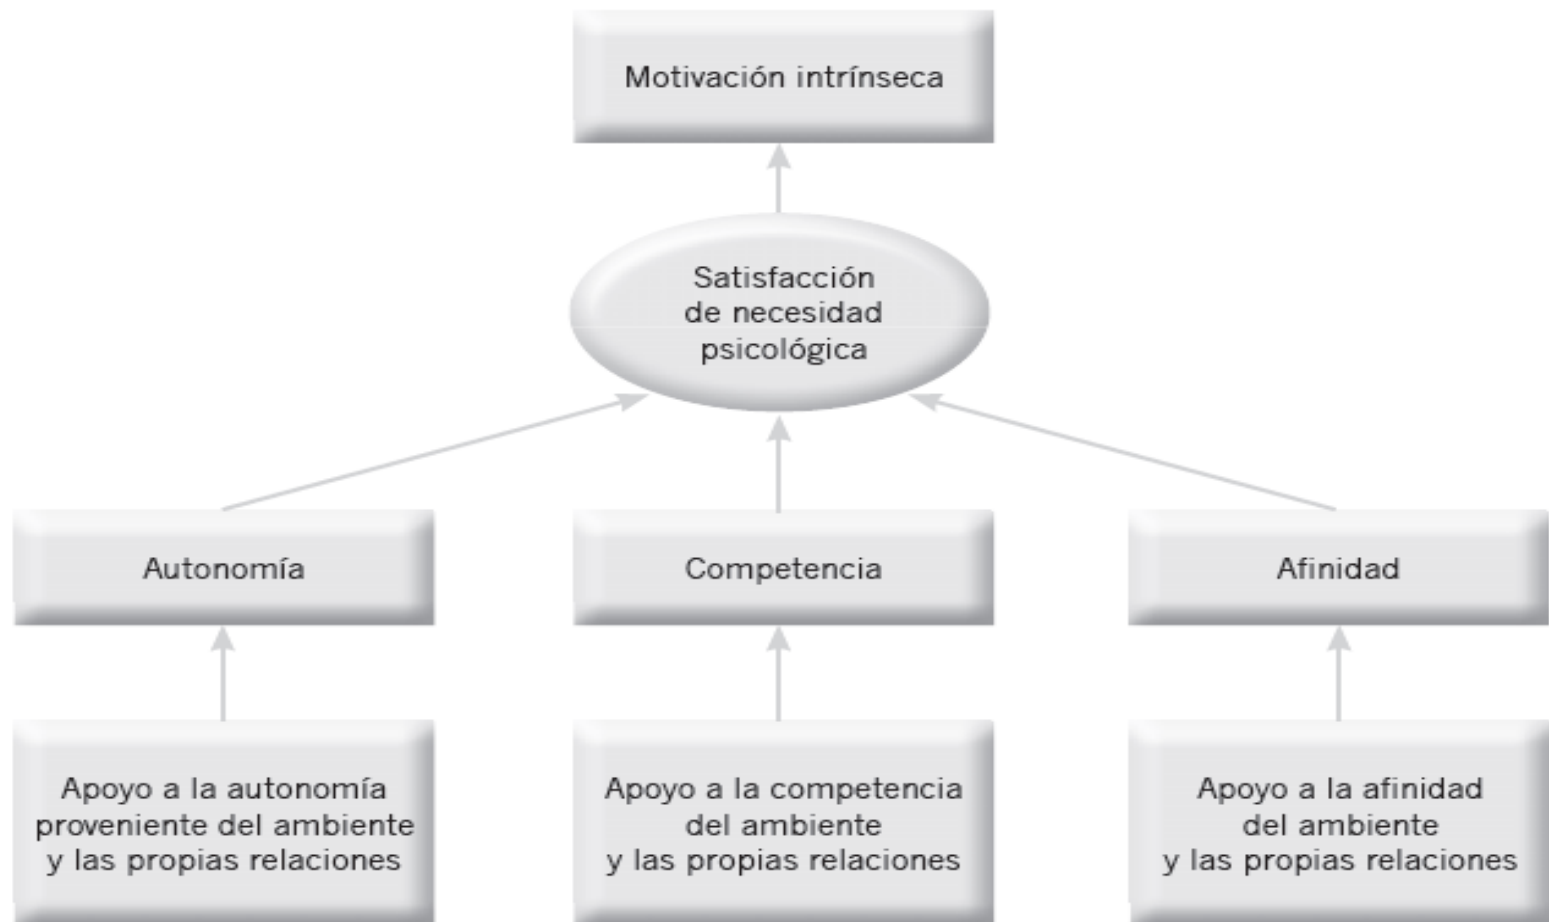 Motivación intrínseca
Satisfacción
de necesidad
psicológica
Autonomía
Competencia
Afinidad
Apoyo a la autonomía
proveniente del ambiente
y las propias relaciones
Apoyo a la competencia
del ambiente
y las propias relaciones
Apoyo a la afinidad
del ambiente
y las propias relaciones